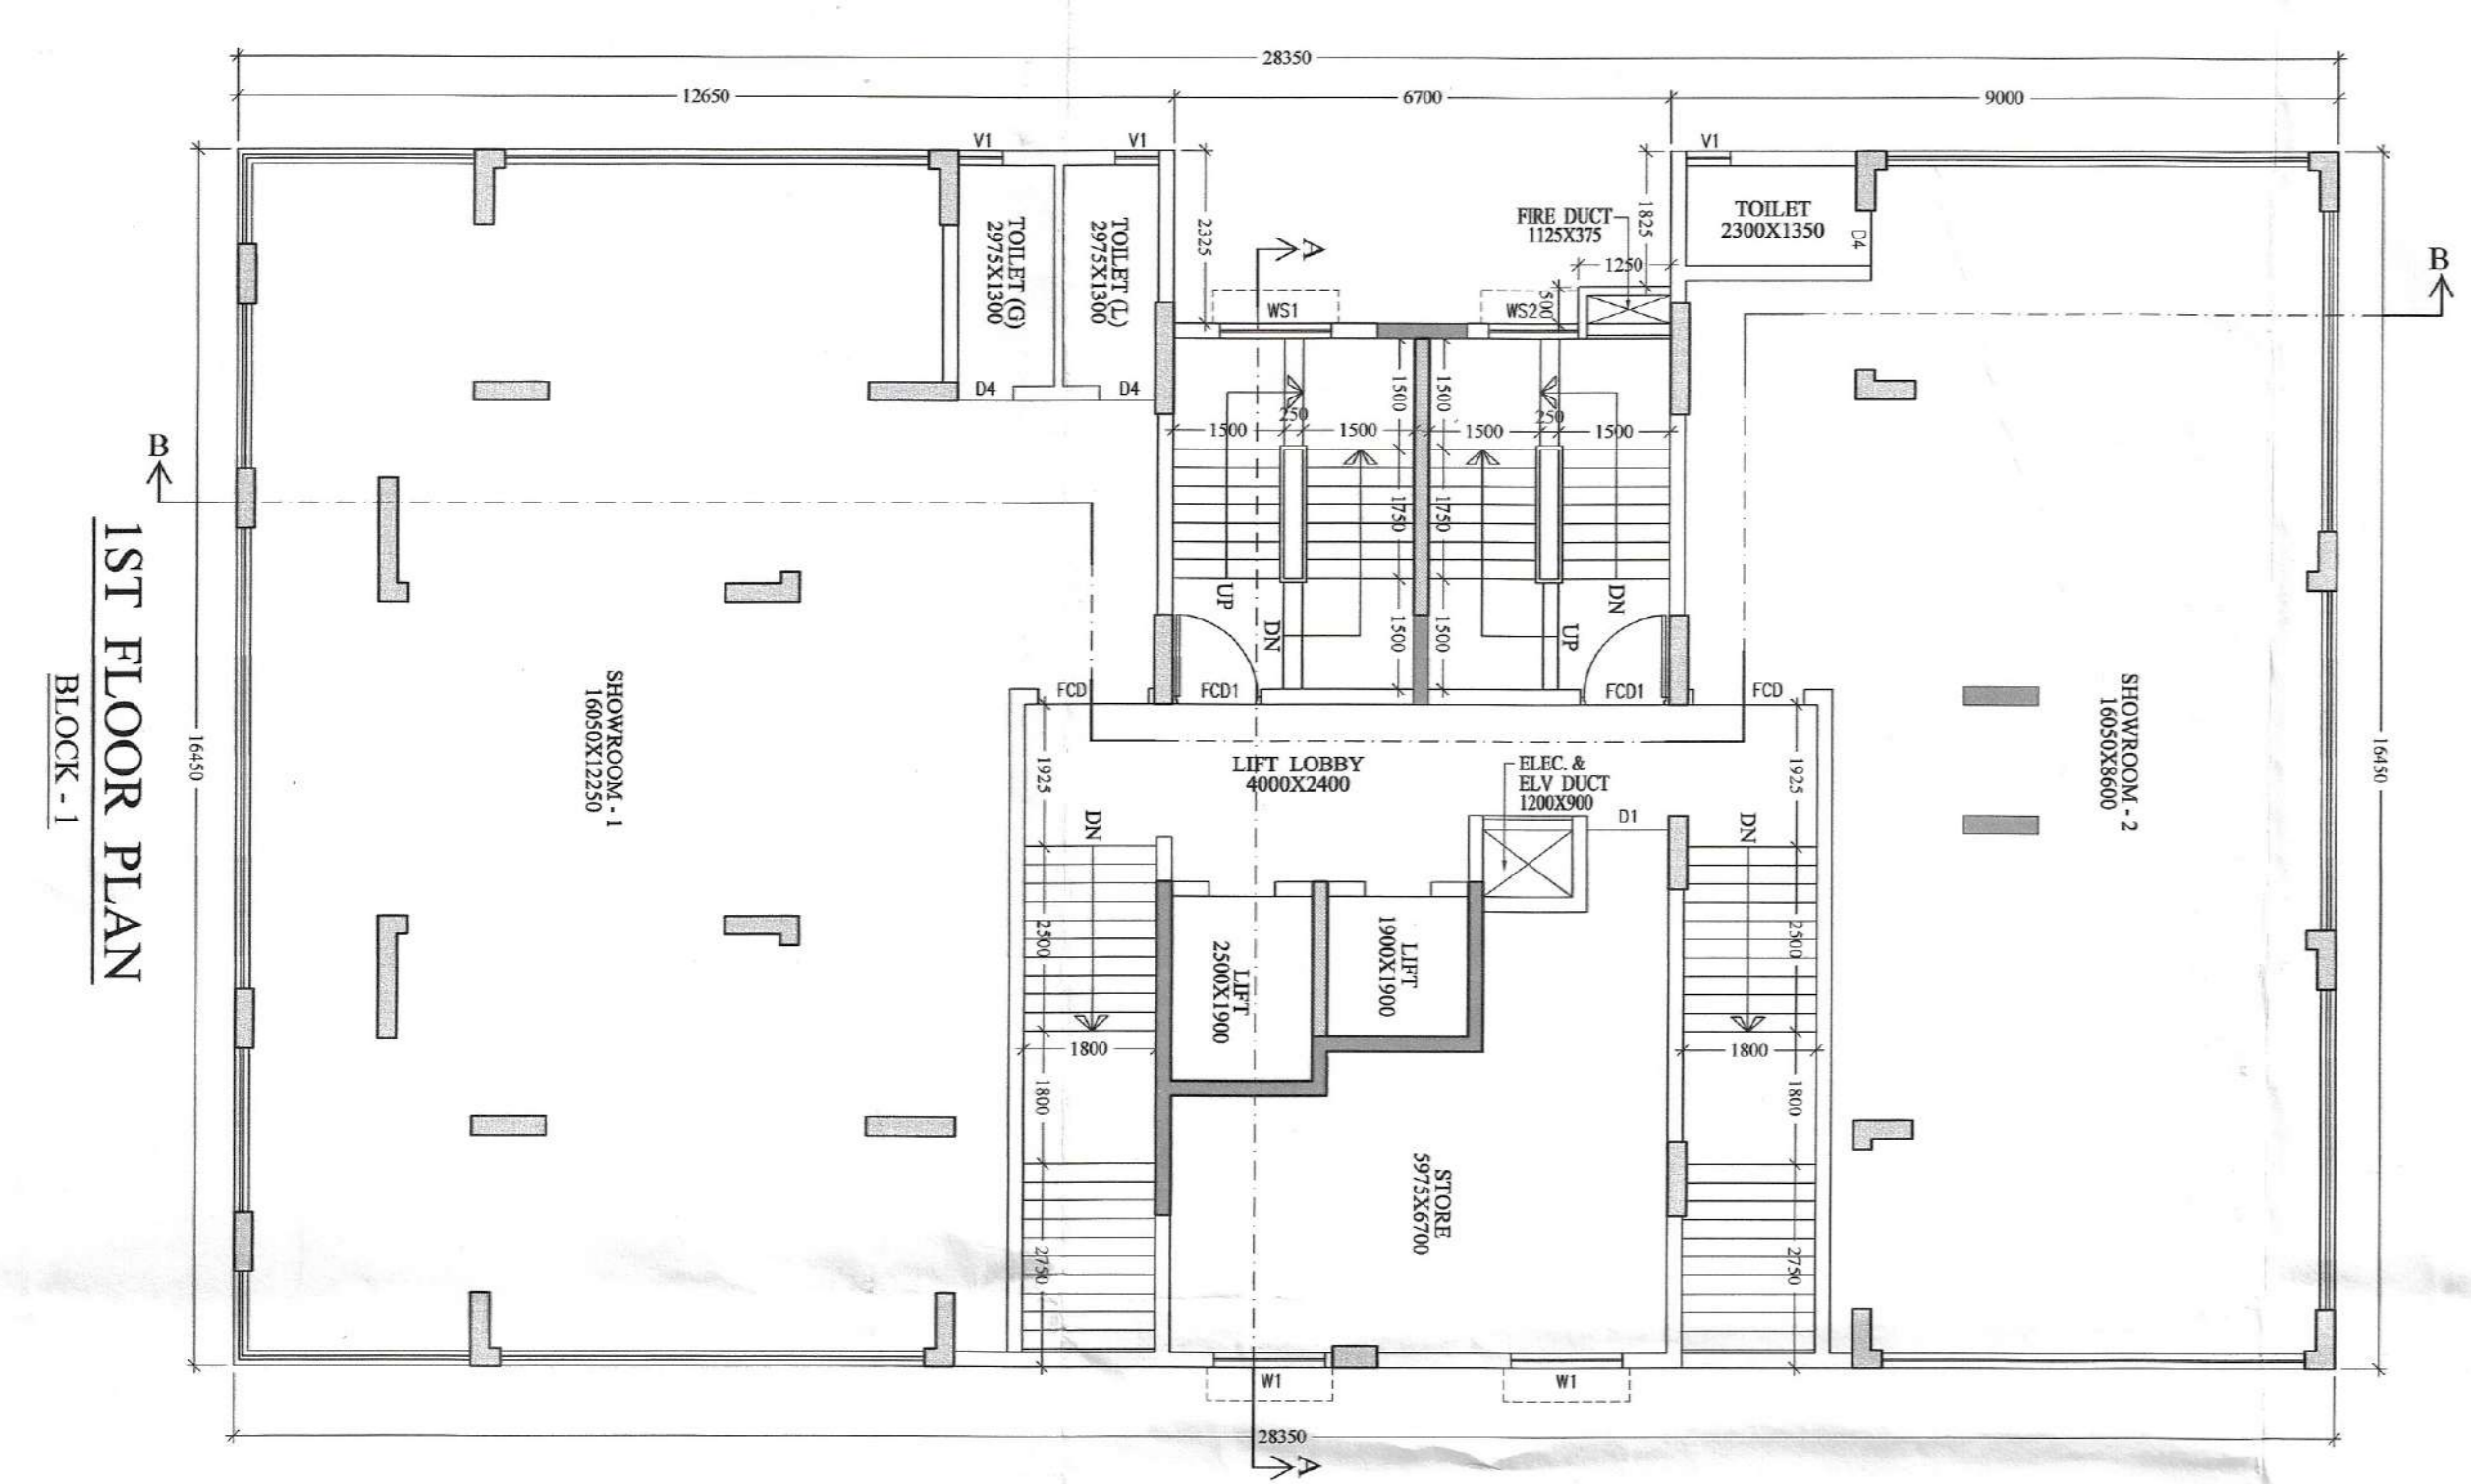 28350
12650
6700
9000
V1
V1
V1
TOILET (G)
2975X1300
TOILET (L)
2975X1300
2325
FIRE DUCT
1125X375
1825
TOILET
2300X1350
D4
1250
500
WS1
WS2
A
B
B
D4
D4
1500
1500
250
1500
1500
250
1500
1500
1750
1750
UP
DN
1500
1500
UP
DN
FCD
FCD1
FCD1
FCD
16450
16450
SHOWROOM - 1
16050X12250
SHOWROOM - 2
16050X8600
1925
LIFT LOBBY
4000X2400
ELEC. &
ELV DUCT
1200X900
1925
D1
DN
DN
2500
LIFT
2500X1900
LIFT
1900X1900
2500
1800
1800
1800
1800
STORE
5975X6700
2750
2750
W1
W1
28350
A
1ST FLOOR PLAN
BLOCK - 1